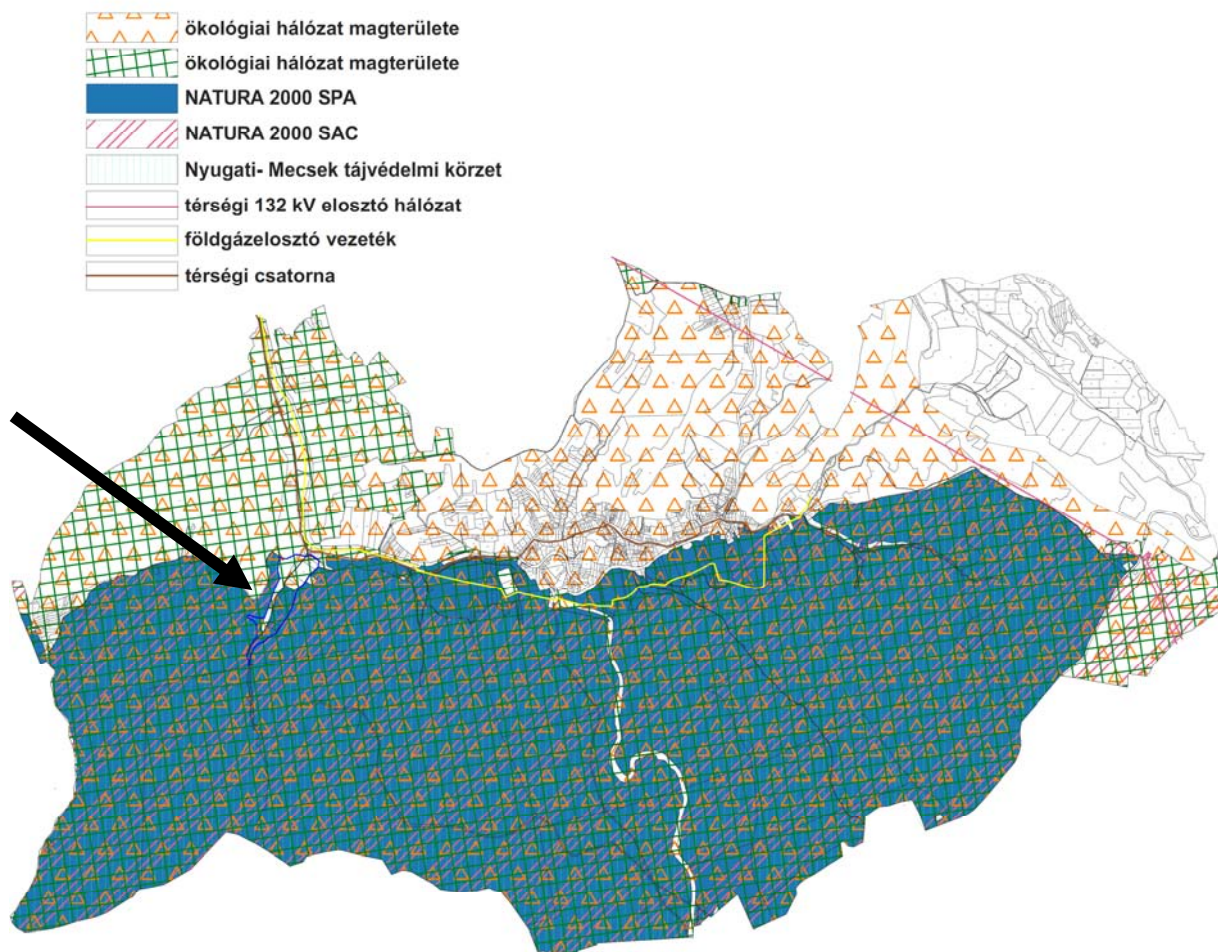 ökológiai hálózat magterülete
ökológiai hálózat magterülete
NATURA 2000 SPA
NATURA 2000 SAC
Nyugati- Mecsek tájvédelmi körzet
térségi 132 kV elosztó hálózat
földgázelosztó vezeték
térségi csatorna